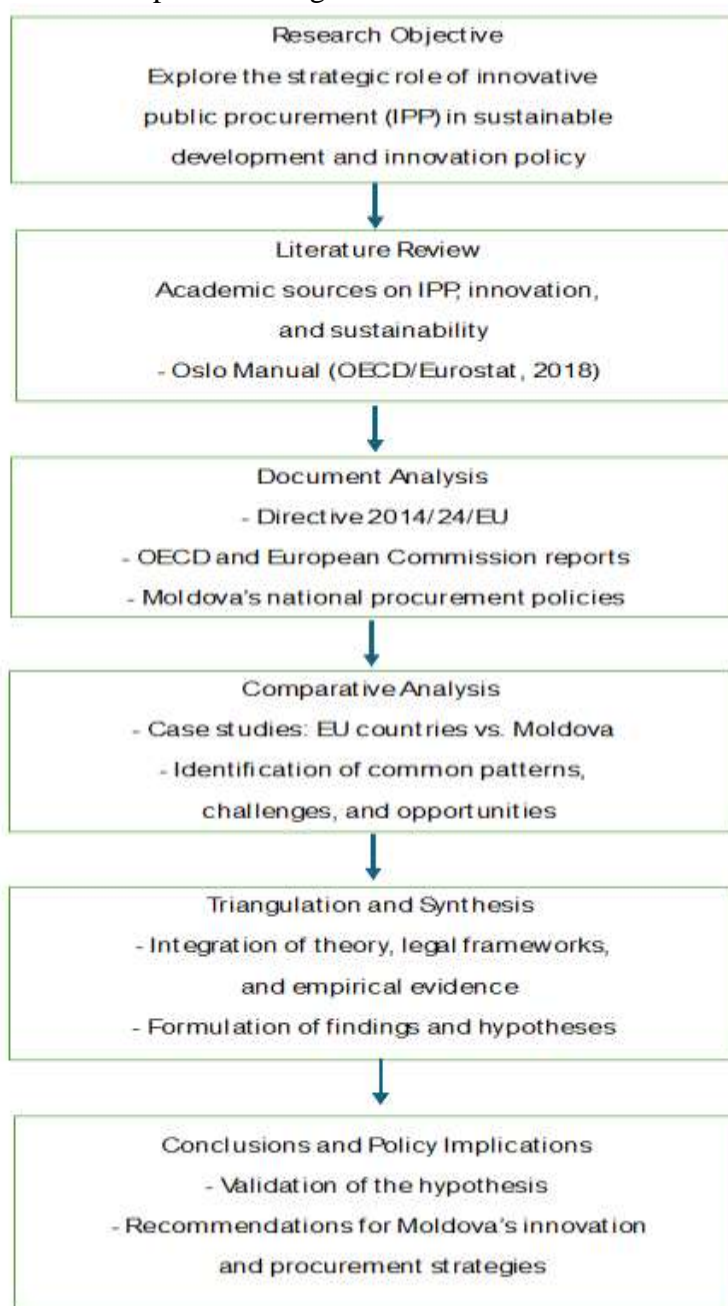 Research Objective
Explore the strategic role of innovative
public procurement (IPP) in sustainable
development and innovation policy
Literature Review
Academic sources on IPP, innovation,
and sustainability
- Oslo Manual (OECD/Eurostat, 2018)
Document Analysis
- Directive 2014/24/EU
- OECD and European Commission reports
- Moldova's national procurement policies
Comparative Analysis
- Case studies: EU countries vs. Moldova
- Identification of common patterns,
challenges, and opportunities
Triangulation and Synthesis
- Integration of theory, legal frameworks,
and empirical evidence
- Formulation of findings and hypotheses
Conclusions and Policy Implications
- Validation of the hypothesis
- Recommendations for Moldova's innovation
and procurement strategies